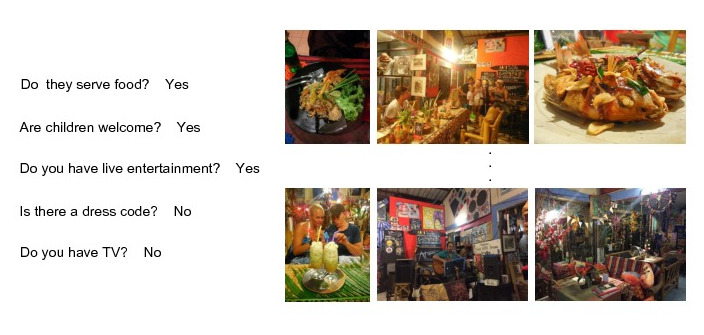 Do they serve food? Yes
Are children welcome? Yes
Do you have live entertainment? Yes
Is there a dress code? No
Do you have TV? No